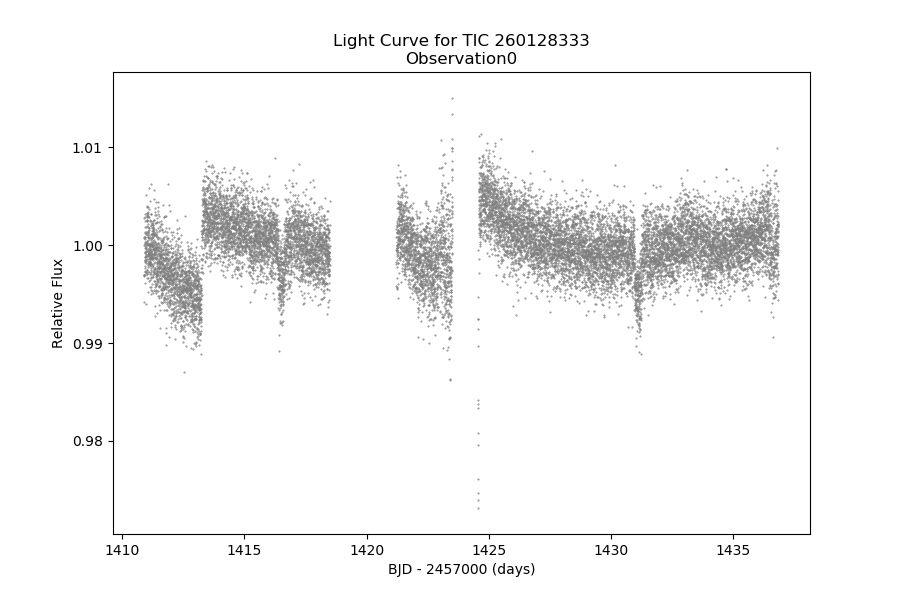 Light Curve for TIC 260128333
Observation0
1.01
1.00
0.99
0.98
Relative Flux
1410 1415 1420 1425 1430 1435
BJD - 2457000 (days)